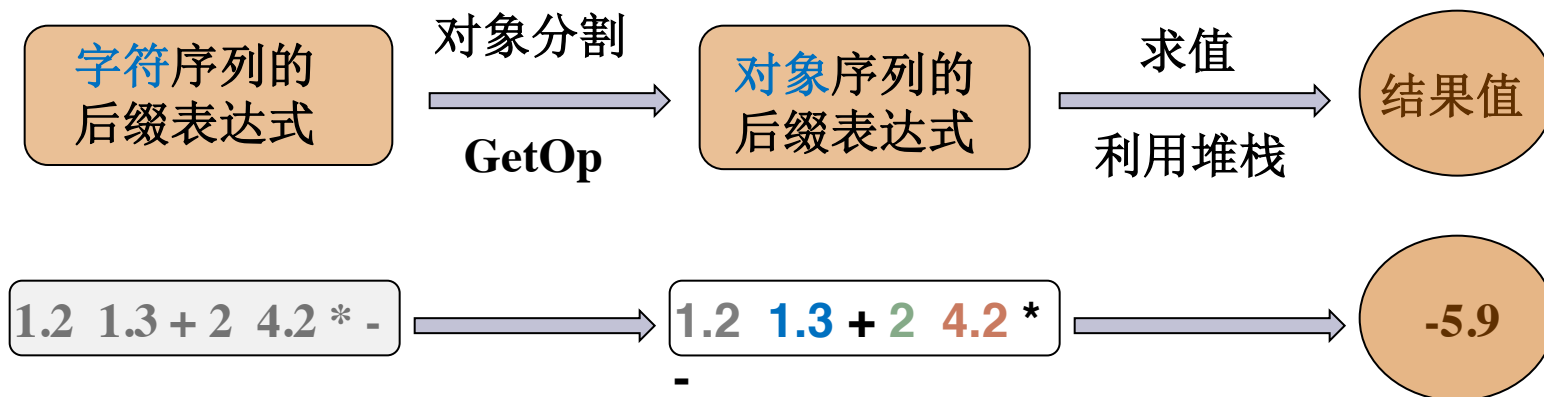 字符序列的
后缀表达式
对象分割
GetOp
对象序列的
后缀表达式
求值
利用堆栈
结果值
1.2 1.3 + 2 4.2 * -
1.2 1.3 + 2 4.2 *
-
-5.9